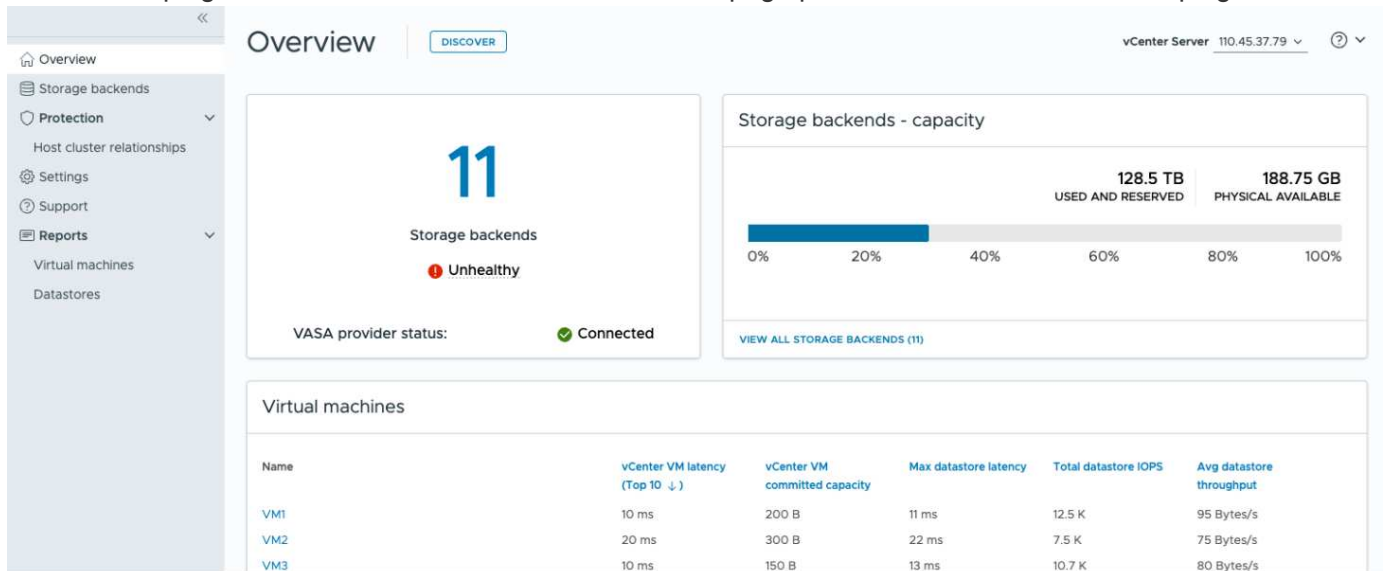 «
Overview
Storage backends
Protection
Host cluster relationships
Settings
Support
Reports
Virtual machines
Datastores
Overview DISCOVER vCenter Server 110.45.37.79
11
Storage backends
Unhealthy
VASA provider status: Connected
Storage backends - capacity
128.5 TB 188.75 GB
USED AND RESERVED PHYSICAL AVAILABLE
0% 20% 40% 60% 80% 100%
VIEW ALL STORAGE BACKENDS (11)
Virtual machines
Name vCenter VM latency (Top 10 ↓) vCenter VM committed capacity Max datastore latency Total datastore IOPS Avg datastore throughput
VM1 10 ms 200 B 11 ms 12.5 K 95 Bytes/s
VM2 20 ms 300 B 22 ms 7.5 K 75 Bytes/s
VM3 10 ms 150 B 13 ms 10.7 K 80 Bytes/s